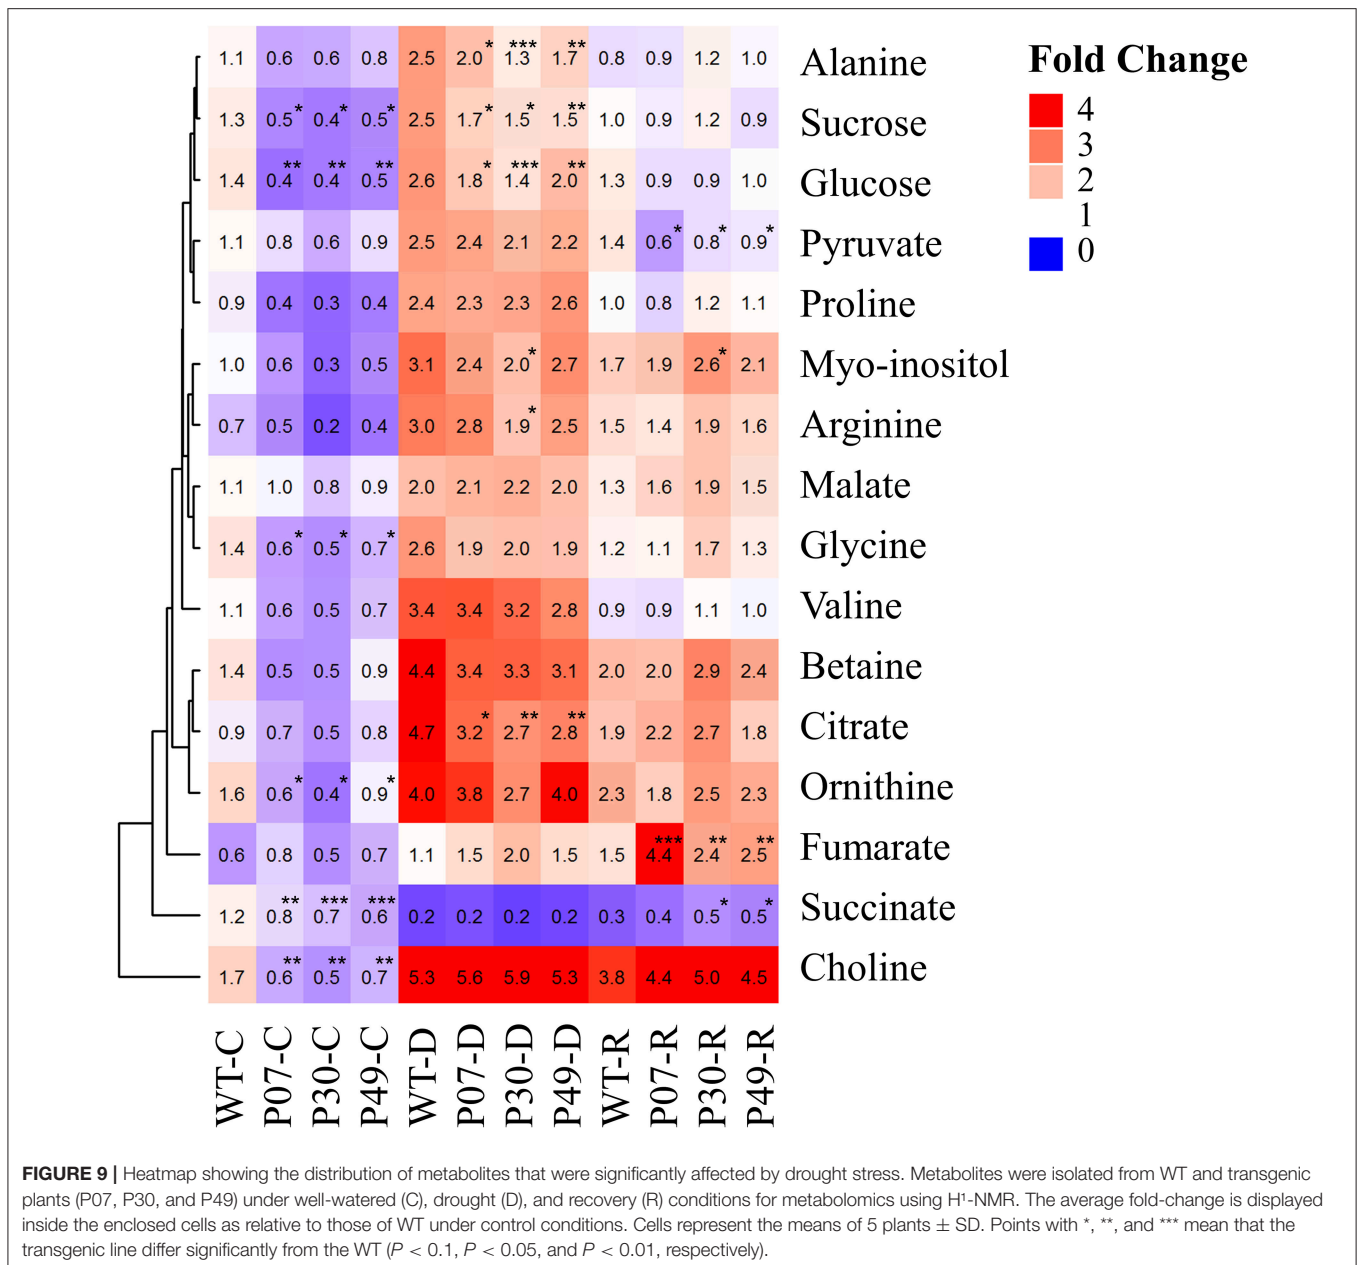 1.1 0.6 0.6 0.8 2.5 2.0* 1.3*** 1.7** 0.8 0.9 1.2 1.0 Alanine
1.3 0.5* 0.4* 0.5* 2.5 1.7* 1.5* 1.5** 1.0 0.9 1.2 0.9 Sucrose
1.4 0.4** 0.4** 0.5** 2.6 1.8* 1.4*** 2.0** 1.3 0.9 0.9 1.0 Glucose
1.1 0.8 0.6 0.9 2.5 2.4 2.1 2.2 1.4 0.6* 0.8* 0.9* Pyruvate
0.9 0.4 0.3 0.4 2.4 2.3 2.3 2.6 1.0 0.8 1.2 1.1 Proline
1.0 0.6 0.3 0.5 3.1 2.4 2.0* 2.7 1.7 1.9 2.6* 2.1 Myo-inositol
0.7 0.5 0.2 0.4 3.0 2.8 1.9* 2.5 1.5 1.4 1.9 1.6 Arginine
1.1 1.0 0.8 0.9 2.0 2.1 2.2 2.0 1.3 1.6 1.9 1.5 Malate
1.4 0.6* 0.5* 0.7* 2.6 1.9 2.0 1.9 1.2 1.1 1.7 1.3 Glycine
1.1 0.6 0.5 0.7 3.4 3.4 3.2 2.8 0.9 0.9 1.1 1.0 Valine
1.4 0.5 0.5 0.9 4.4 3.4 3.3 3.1 2.0 2.0 2.9 2.4 Betaine
0.9 0.7 0.5 0.8 4.7 3.2* 2.7** 2.8** 1.9 2.2 2.7 1.8 Citrate
1.6 0.6* 0.4* 0.9* 4.0 3.8 2.7 4.0 2.3 1.8 2.5 2.3 Ornithine
0.6 0.8 0.5 0.7 1.1 1.5 2.0 1.5 1.5 4.4*** 2.4** 2.5** Fumarate
1.2 0.8** 0.7*** 0.6*** 0.2 0.2 0.2 0.2 0.3 0.4 0.5* 0.5* Succinate
1.7 0.6** 0.5** 0.7** 5.3 5.6 5.9 5.3 3.8 4.4 5.0 4.5 Choline
WT-C P07-C P30-C P49-C WT-D P07-D P30-D P49-D WT-R P07-R P30-R P49-R
Fold Change
4
3
2
1
0
FIGURE 9 | Heatmap showing the distribution of metabolites that were significantly affected by drought stress. Metabolites were isolated from WT and transgenic
plants (P07, P30, and P49) under well-watered (C), drought (D), and recovery (R) conditions for metabolomics using H¹-NMR. The average fold-change is displayed
inside the enclosed cells as relative to those of WT under control conditions. Cells represent the means of 5 plants ± SD. Points with *, **, and *** mean that the
transgenic line differ significantly from the WT (P < 0.1, P < 0.05, and P < 0.01, respectively).